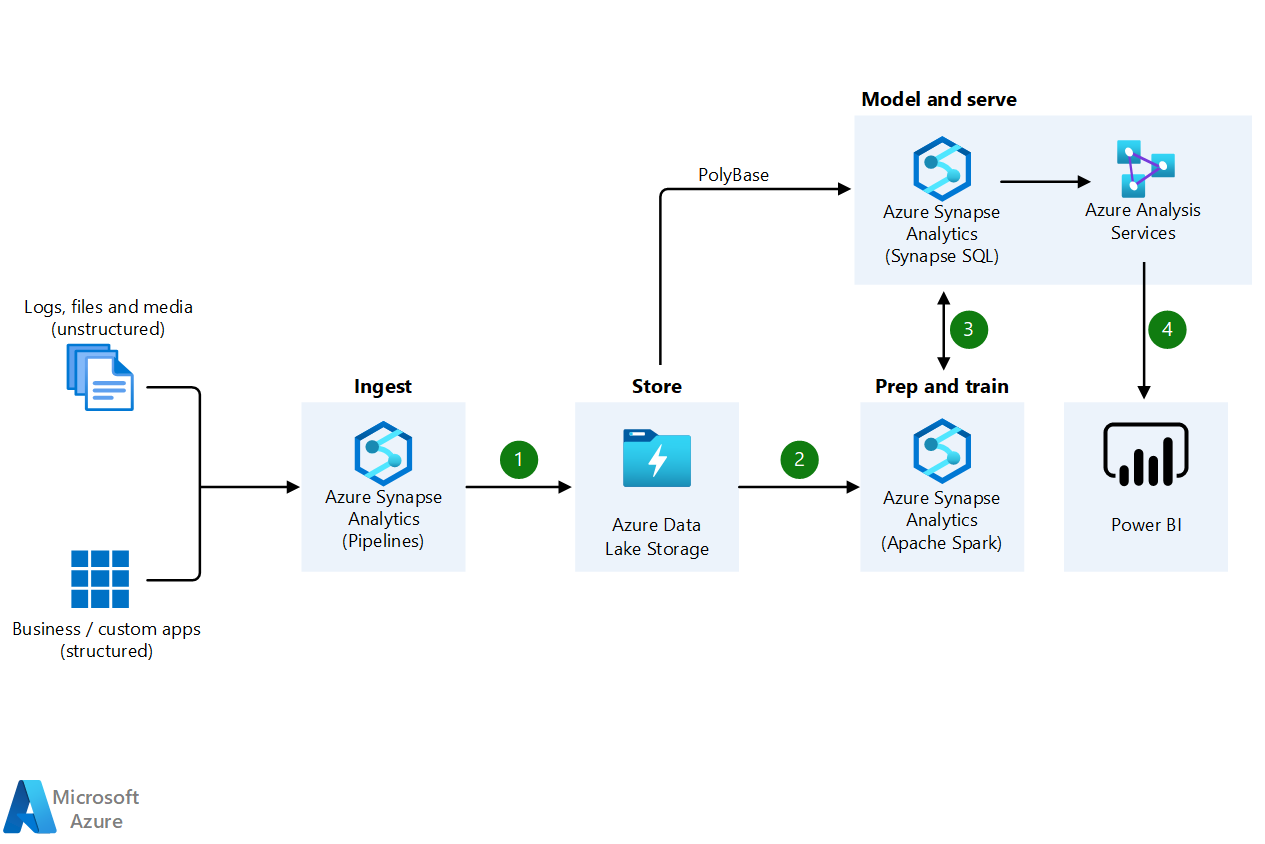 Model and serve
PolyBase
Azure Synapse
Analytics
(Synapse SQL)
Azure Analysis
Services
Logs, files and media
(unstructured)
3
4
Ingest
Store
Prep and train
1
2
Azure Synapse
Analytics
(Pipelines)
Azure Data
Lake Storage
Azure Synapse
Analytics
(Apache Spark)
Power BI
Business / custom apps
(structured)
Microsoft
Azure